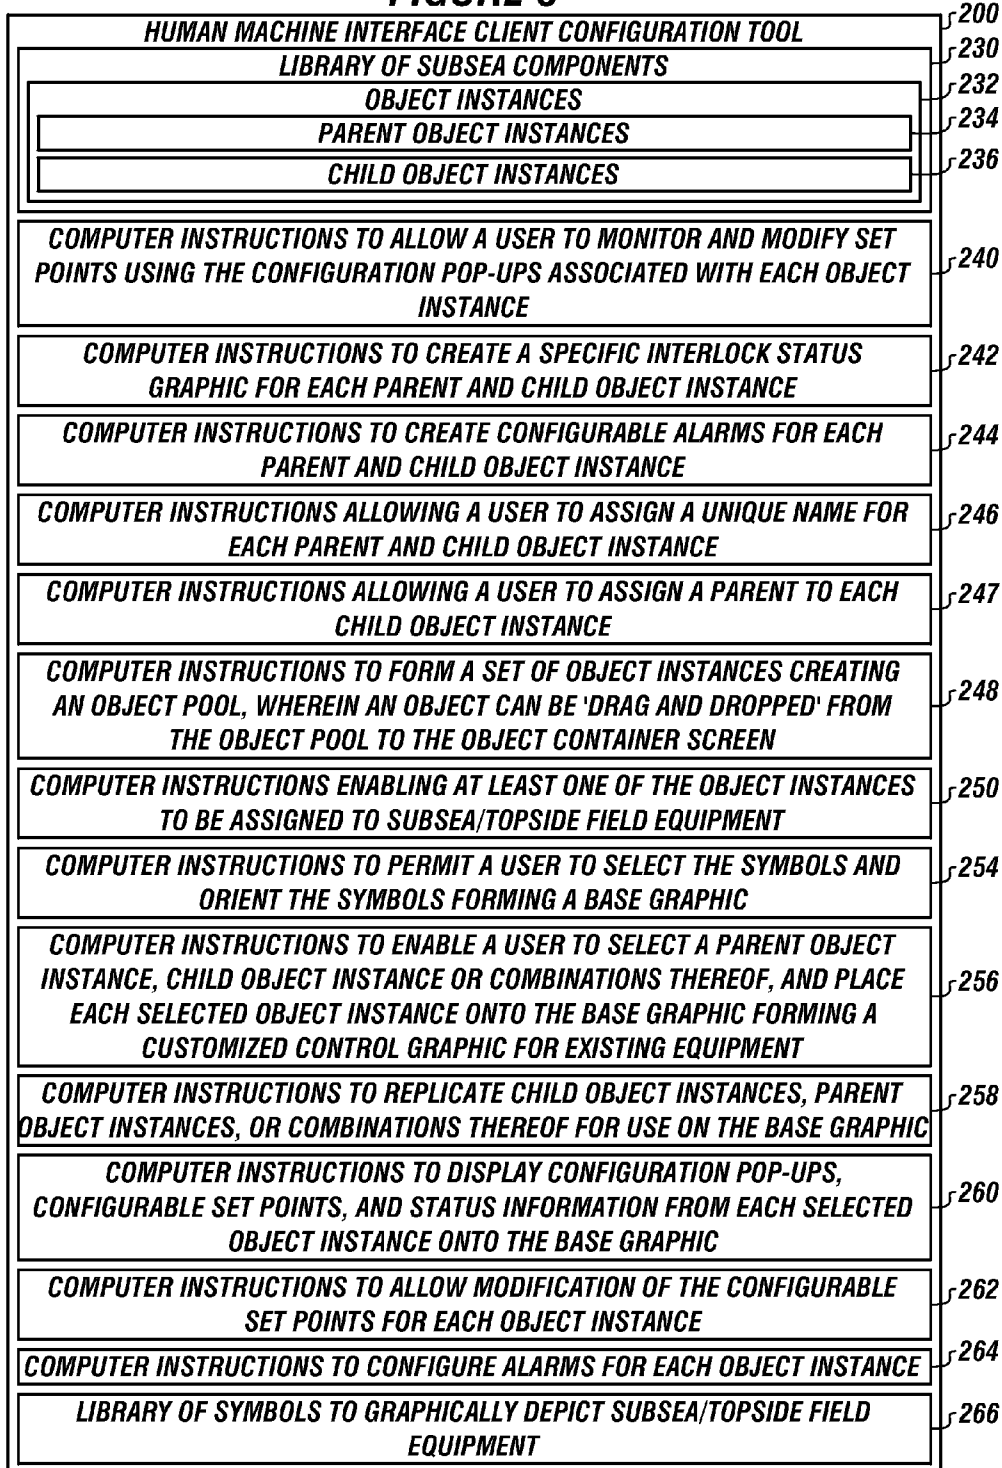 HUMAN MACHINE INTERFACE CLIENT CONFIGURATION TOOL
200
LIBRARY OF SUBSEA COMPONENTS
230
OBJECT INSTANCES
232
PARENT OBJECT INSTANCES
234
CHILD OBJECT INSTANCES
236
COMPUTER INSTRUCTIONS TO ALLOW A USER TO MONITOR AND MODIFY SET
POINTS USING THE CONFIGURATION POP-UPS ASSOCIATED WITH EACH OBJECT
INSTANCE
240
COMPUTER INSTRUCTIONS TO CREATE A SPECIFIC INTERLOCK STATUS
GRAPHIC FOR EACH PARENT AND CHILD OBJECT INSTANCE
242
COMPUTER INSTRUCTIONS TO CREATE CONFIGURABLE ALARMS FOR EACH
PARENT AND CHILD OBJECT INSTANCE
244
COMPUTER INSTRUCTIONS ALLOWING A USER TO ASSIGN A UNIQUE NAME FOR
EACH PARENT AND CHILD OBJECT INSTANCE
246
COMPUTER INSTRUCTIONS ALLOWING A USER TO ASSIGN A PARENT TO EACH
CHILD OBJECT INSTANCE
247
COMPUTER INSTRUCTIONS TO FORM A SET OF OBJECT INSTANCES CREATING
AN OBJECT POOL, WHEREIN AN OBJECT CAN BE 'DRAG AND DROPPED' FROM
THE OBJECT POOL TO THE OBJECT CONTAINER SCREEN
248
COMPUTER INSTRUCTIONS ENABLING AT LEAST ONE OF THE OBJECT INSTANCES
TO BE ASSIGNED TO SUBSEA/TOPSIDE FIELD EQUIPMENT
250
COMPUTER INSTRUCTIONS TO PERMIT A USER TO SELECT THE SYMBOLS AND
ORIENT THE SYMBOLS FORMING A BASE GRAPHIC
254
COMPUTER INSTRUCTIONS TO ENABLE A USER TO SELECT A PARENT OBJECT
INSTANCE, CHILD OBJECT INSTANCE OR COMBINATIONS THEREOF, AND PLACE
EACH SELECTED OBJECT INSTANCE ONTO THE BASE GRAPHIC FORMING A
CUSTOMIZED CONTROL GRAPHIC FOR EXISTING EQUIPMENT
256
COMPUTER INSTRUCTIONS TO REPLICATE CHILD OBJECT INSTANCES, PARENT
OBJECT INSTANCES, OR COMBINATIONS THEREOF FOR USE ON THE BASE GRAPHIC
258
COMPUTER INSTRUCTIONS TO DISPLAY CONFIGURATION POP-UPS,
CONFIGURABLE SET POINTS, AND STATUS INFORMATION FROM EACH SELECTED
OBJECT INSTANCE ONTO THE BASE GRAPHIC
260
COMPUTER INSTRUCTIONS TO ALLOW MODIFICATION OF THE CONFIGURABLE
SET POINTS FOR EACH OBJECT INSTANCE
262
COMPUTER INSTRUCTIONS TO CONFIGURE ALARMS FOR EACH OBJECT INSTANCE
264
LIBRARY OF SYMBOLS TO GRAPHICALLY DEPICT SUBSEA/TOPSIDE FIELD
EQUIPMENT
266